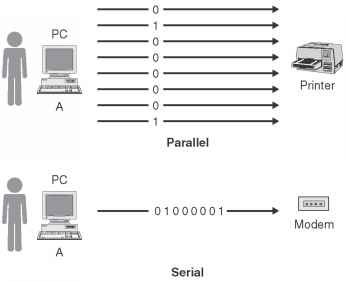 0
1
PC
0
0
0
0
Printer
A
0
1
Parallel
PC
01000001
Modem
A
Serial